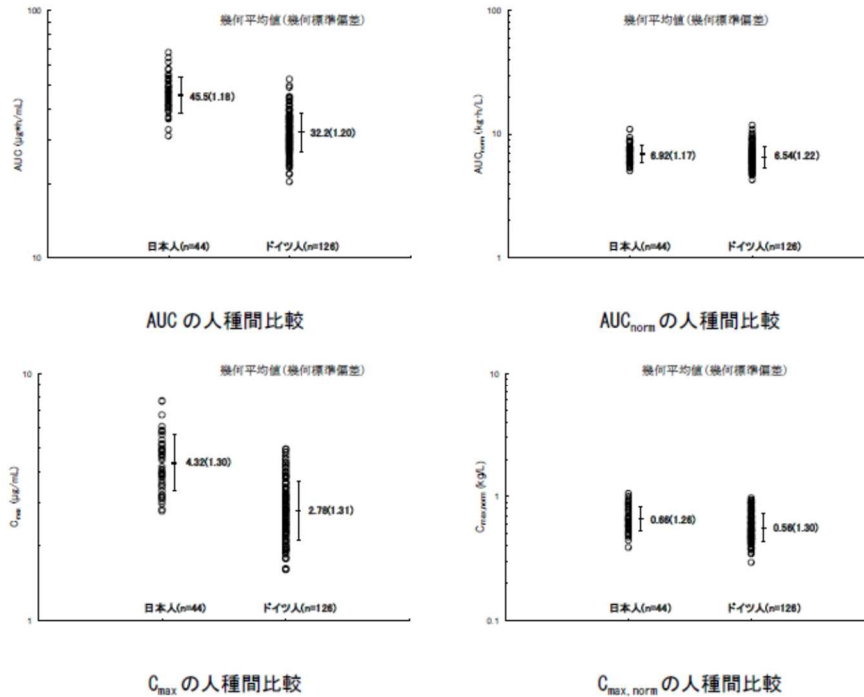 幾何平均値(幾何標準偏差)
100
AUC (μg•h/mL)
45.5(1.18)
32.2(1.20)
10
日本人(n=44)
ドイツ人(n=126)
AUC の人種間比較
幾何平均値(幾何標準偏差)
100
AUCnorm (kg·h/L)
10
6.92(1.17)
6.54(1.22)
1
日本人(n=44)
ドイツ人(n=126)
AUCnorm の人種間比較
幾何平均値(幾何標準偏差)
10
Cmax (μg/mL)
4.32(1.30)
2.78(1.31)
1
日本人(n=44)
ドイツ人(n=126)
Cmax の人種間比較
幾何平均値(幾何標準偏差)
10
Cmax,norm (kg/L)
1
0.66(1.26)
0.56(1.30)
0.1
日本人(n=44)
ドイツ人(n=126)
Cmax, norm の人種間比較